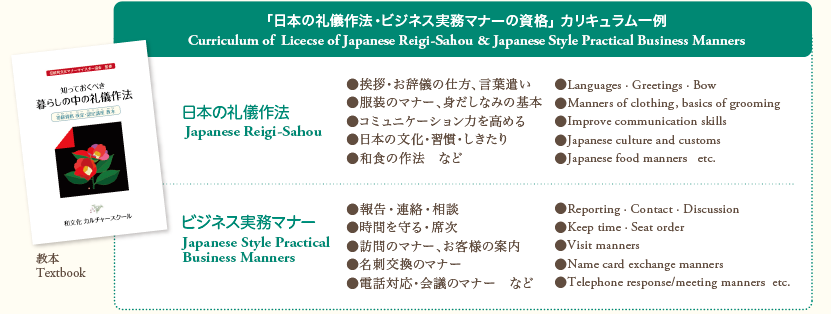 「日本の礼儀作法・ビジネス実務マナーの資格」 カリキュラム一例
Curriculum of Licecse of Japanese Reigi-Sahou & Japanese Style Practical Business Manners
知っておくべき
暮らしの中の礼儀作法
和文化 カルチャースクール
教本
Textbook
日本の礼儀作法
Japanese Reigi-Sahou
●挨拶・お辞儀の仕方、言葉遣い
●服装のマナー、身だしなみの基本
●コミュニケーション力を高める
●日本の文化・習慣・しきたり
●和食の作法 など
●Languages · Greetings · Bow
●Manners of clothing, basics of grooming
●Improve communication skills
●Japanese culture and customs
●Japanese food manners etc.
ビジネス実務マナー
Japanese Style Practical
Business Manners
●報告・連絡・相談
●時間を守る・席次
●訪問のマナー、お客様の案内
●名刺交換のマナー
●電話対応・会議のマナー など
●Reporting · Contact · Discussion
●Keep time · Seat order
●Visit manners
●Name card exchange manners
●Telephone response/meeting manners etc.